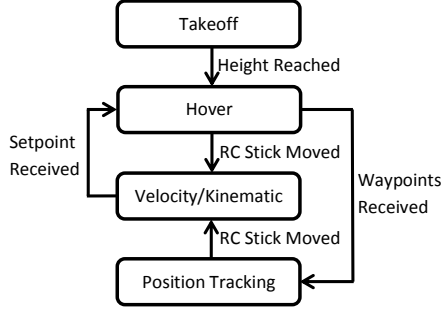 Takeoff
Height Reached
Hover
Setpoint
Received
RC Stick Moved
Waypoints
Received
Velocity/Kinematic
RC Stick Moved
Position Tracking